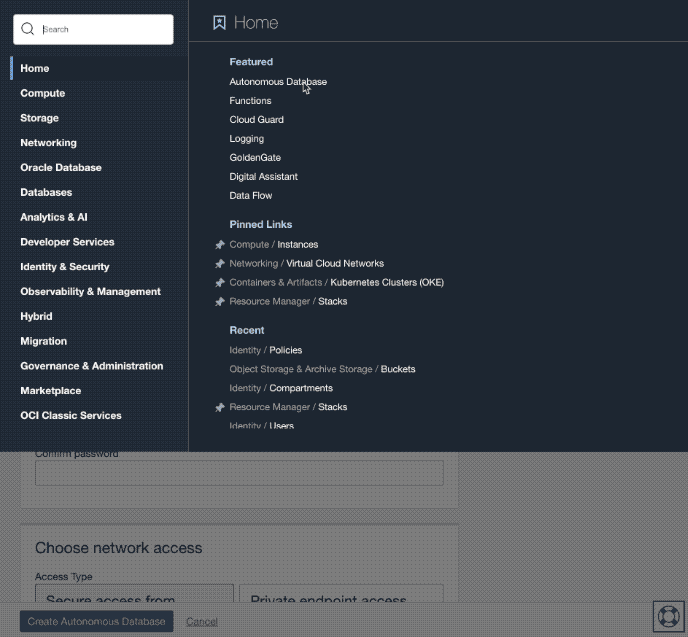 Search
Home
Compute
Storage
Networking
Oracle Database
Databases
Analytics & AI
Developer Services
Identity & Security
Observability & Management
Hybrid
Migration
Governance & Administration
Marketplace
OCI Classic Services
Home
Featured
Autonomous Database
Functions
Cloud Guard
Logging
GoldenGate
Digital Assistant
Data Flow
Pinned Links
Compute / Instances
Networking / Virtual Cloud Networks
Containers & Artifacts / Kubernetes Clusters (OKE)
Resource Manager / Stacks
Recent
Identity / Policies
Object Storage & Archive Storage / Buckets
Identity / Compartments
Resource Manager / Stacks
Identity / Users
Confirm password
Choose network access
Access Type
Secure access from
Private endpoint access
Create Autonomous Database
Cancel